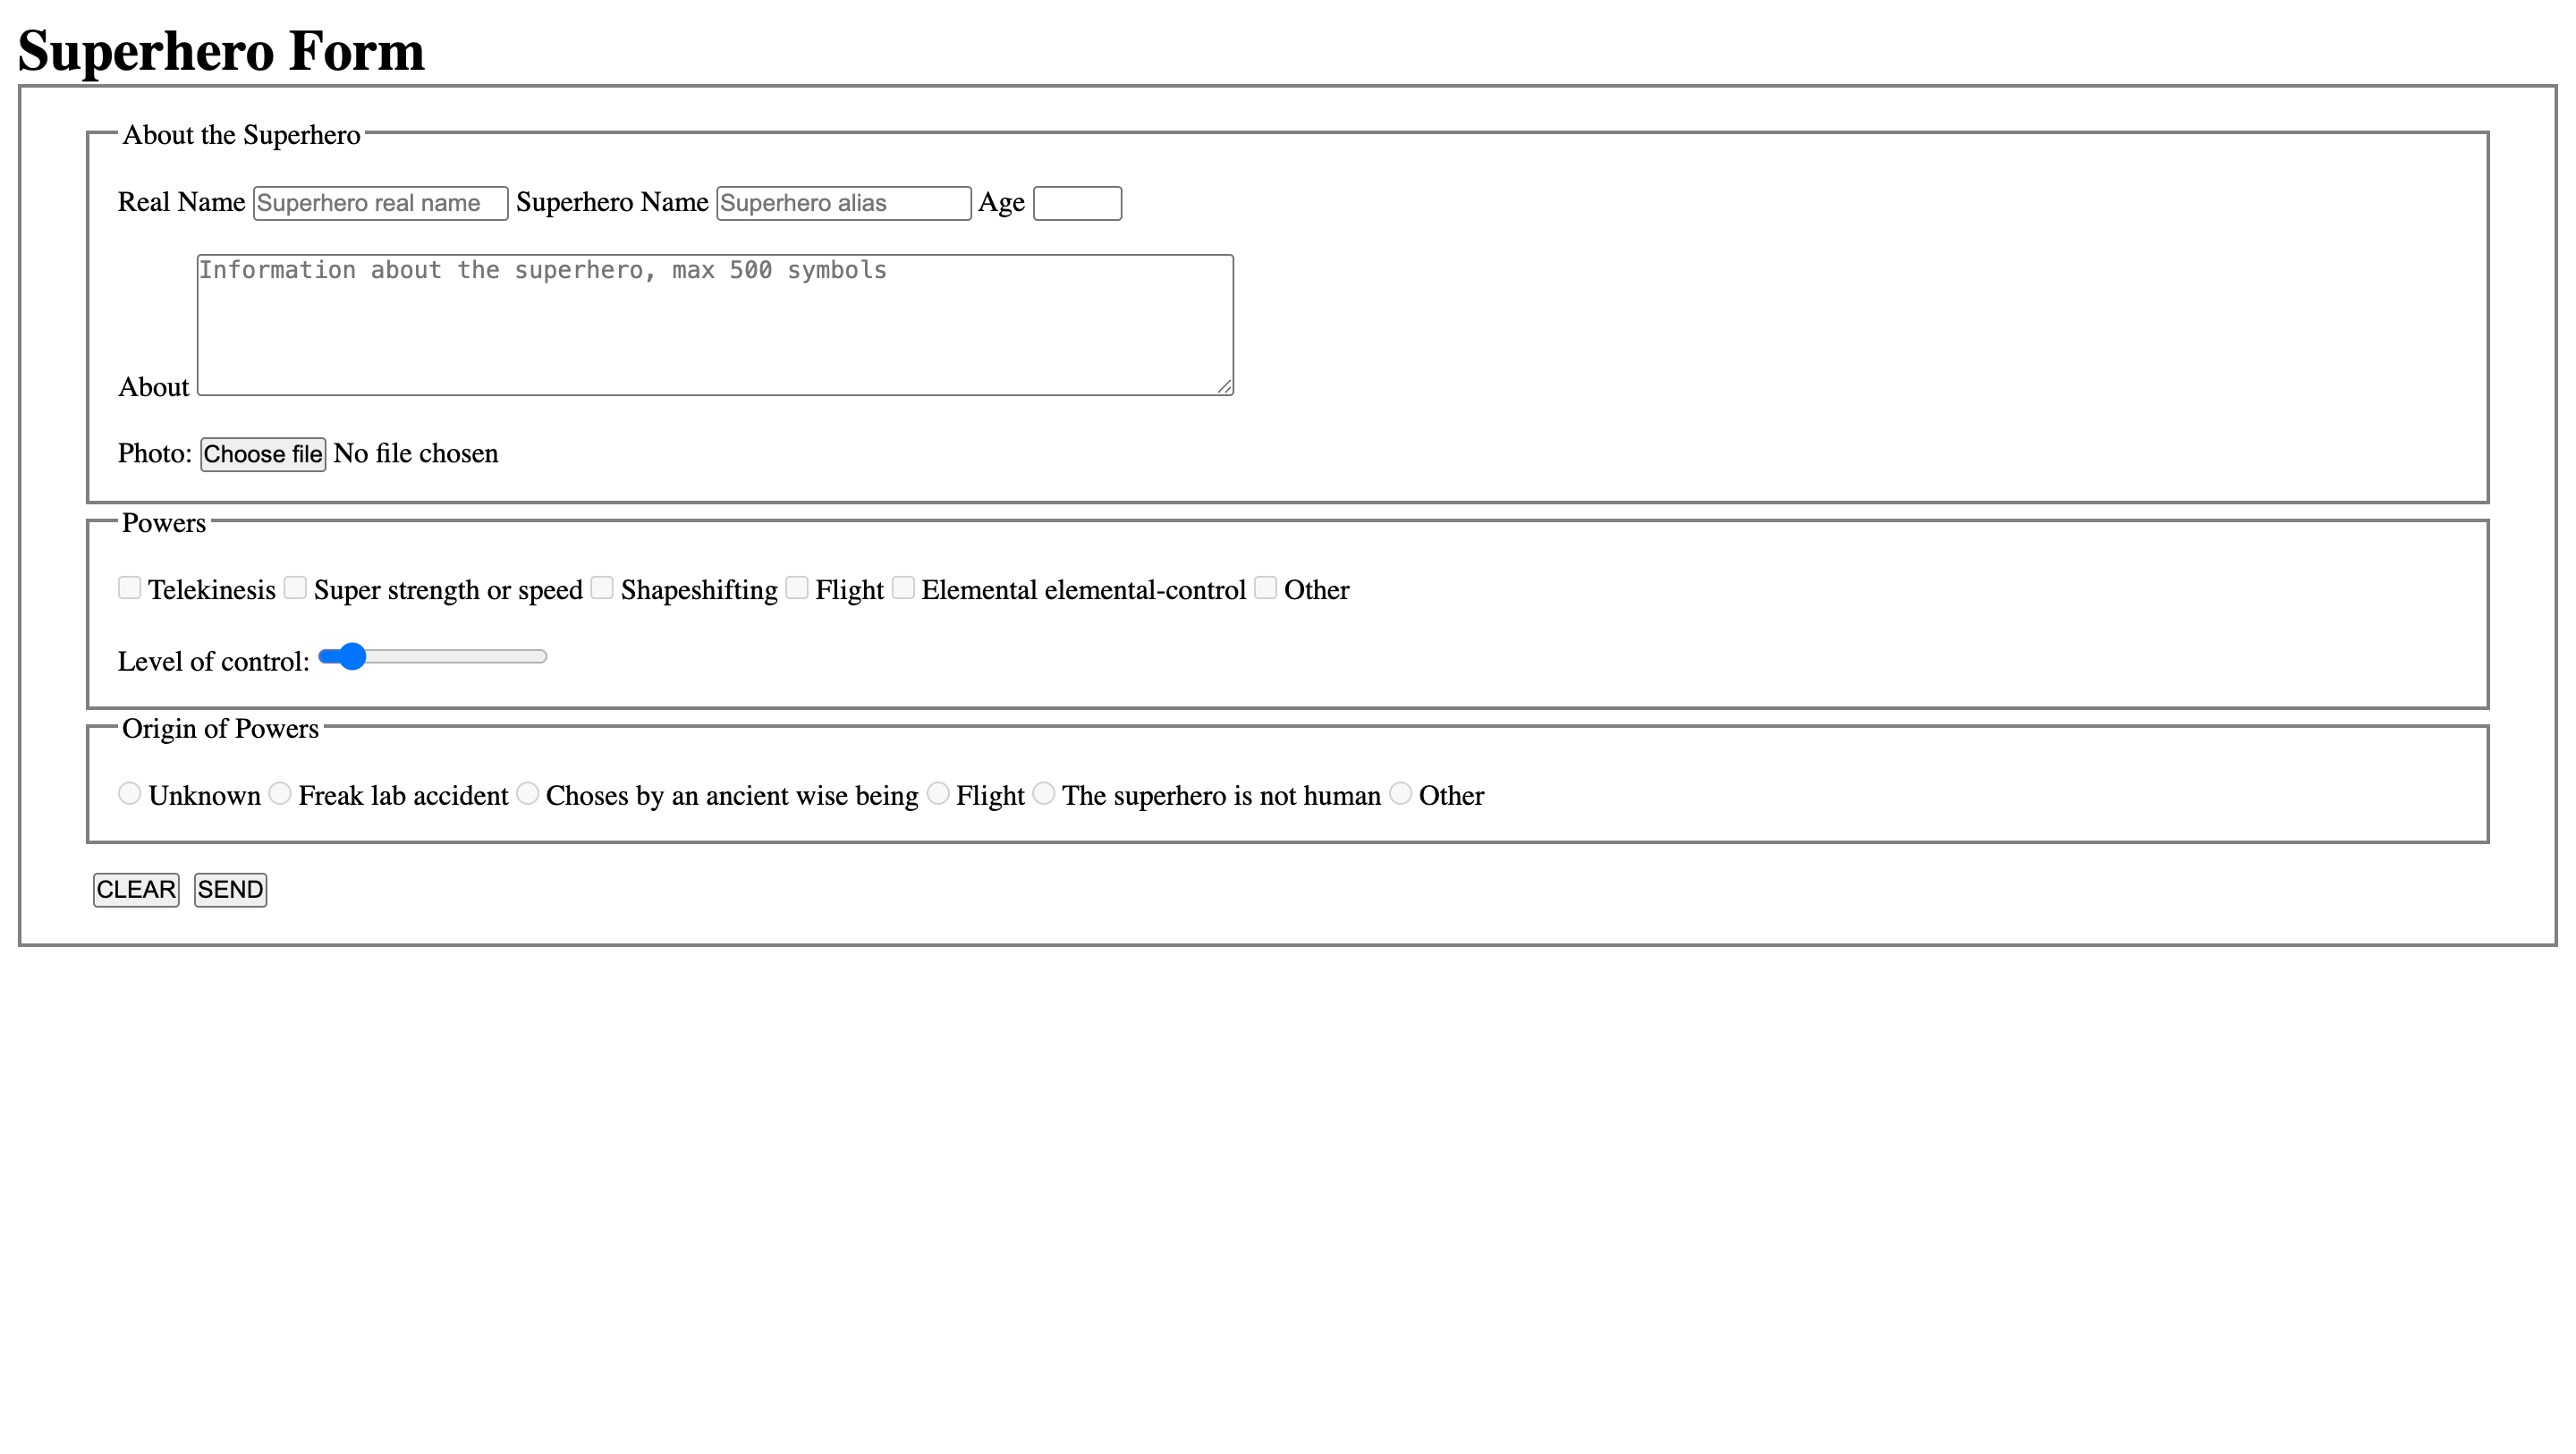 Superhero Form
About the Superhero
Real Name Superhero real name Superhero Name Superhero alias Age
Information about the superhero, max 500 symbols
About
Photo: Choose file No file chosen
Powers
Telekinesis Super strength or speed Shapeshifting Flight Elemental elemental-control Other
Level of control:
Origin of Powers
Unknown Freak lab accident Choses by an ancient wise being Flight The superhero is not human Other
CLEAR SEND